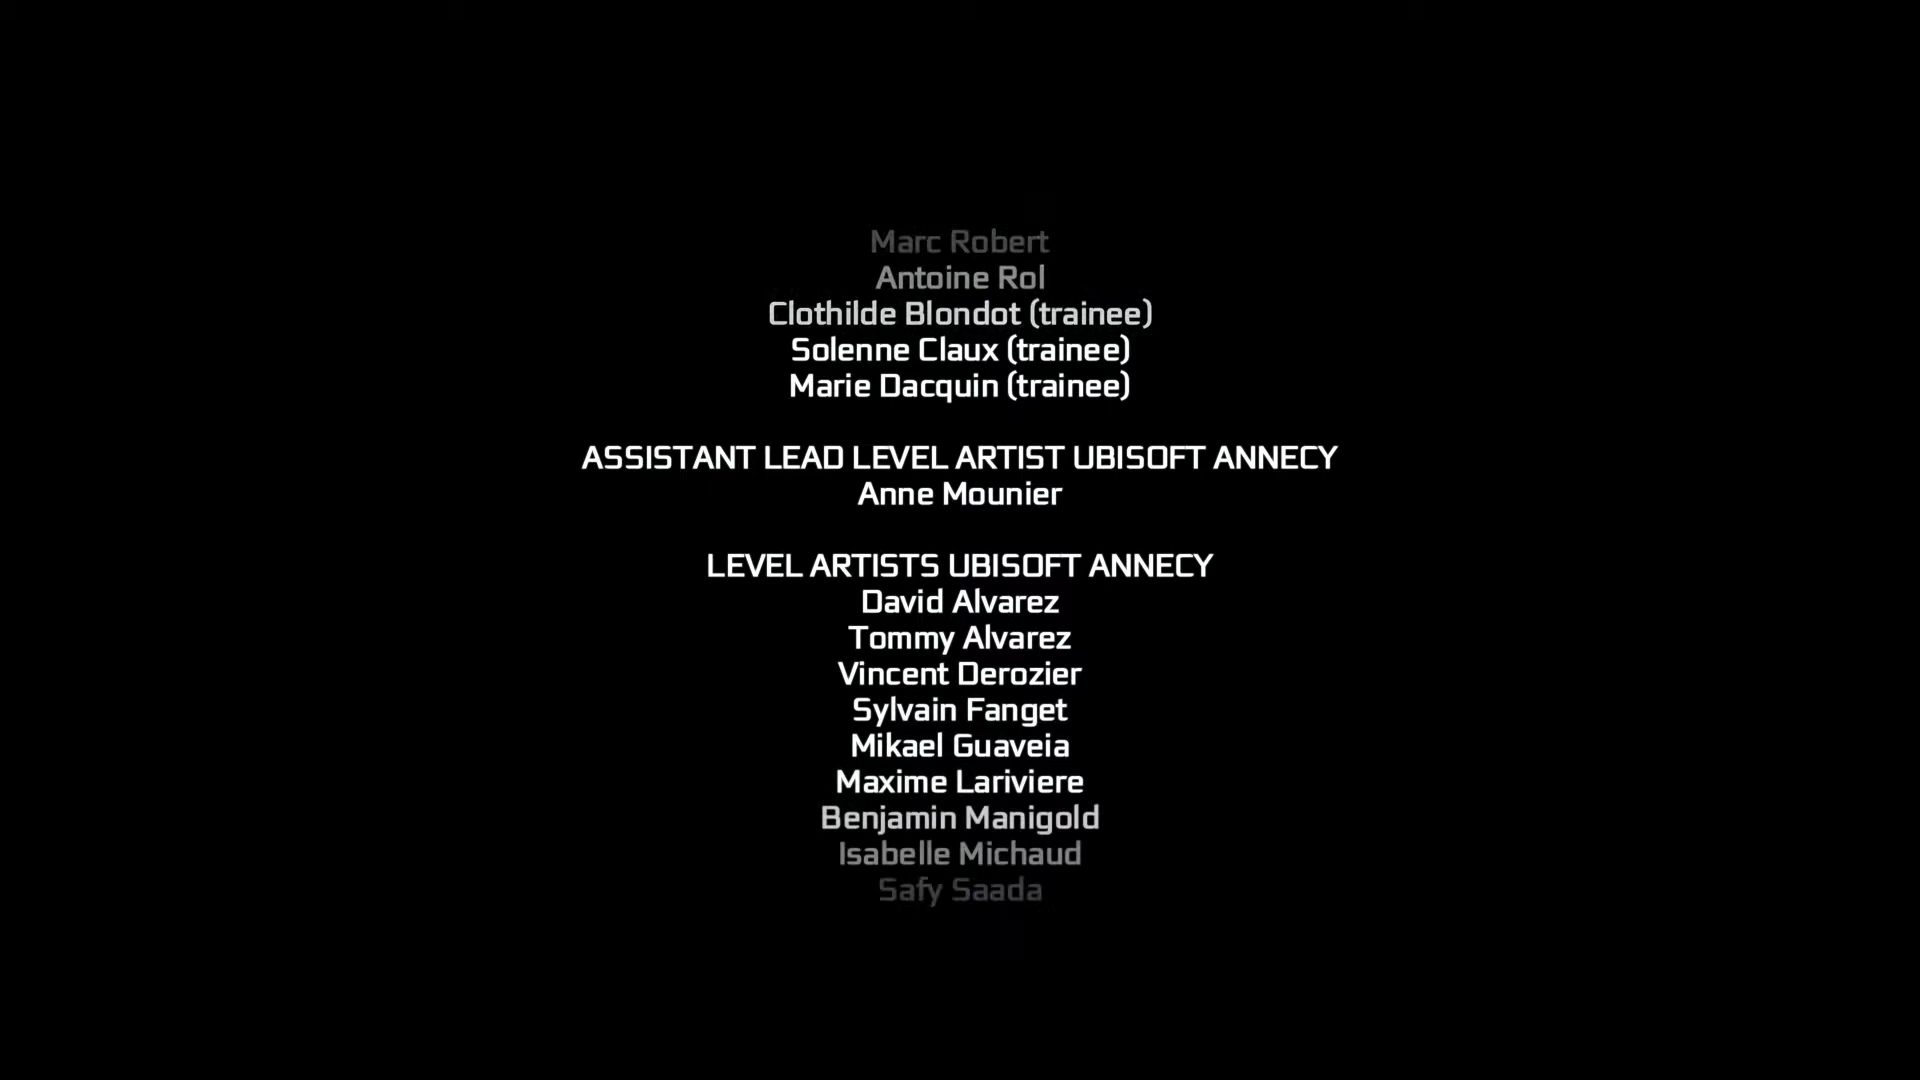 Marc Robert
Antoine Rol
Clothilde Blondot (trainee)
Solenne Claux (trainee)
Marie Dacquin (trainee)
ASSISTANT LEAD LEVEL ARTIST UBISOFT ANNECY
Anne Mounier
LEVEL ARTISTS UBISOFT ANNECY
David Alvarez
Tommy Alvarez
Vincent Derozier
Sylvain Fanget
Mikael Guaveia
Maxime Lariviere
Benjamin Manigold
Isabelle Michaud
Safy Saada